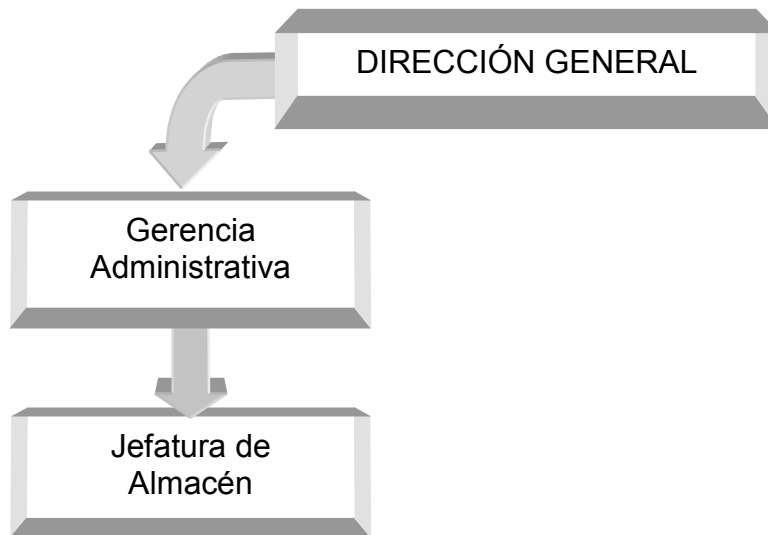 DIRECCIÓN GENERAL
Gerencia
Administrativa
Jefatura de
Almacén